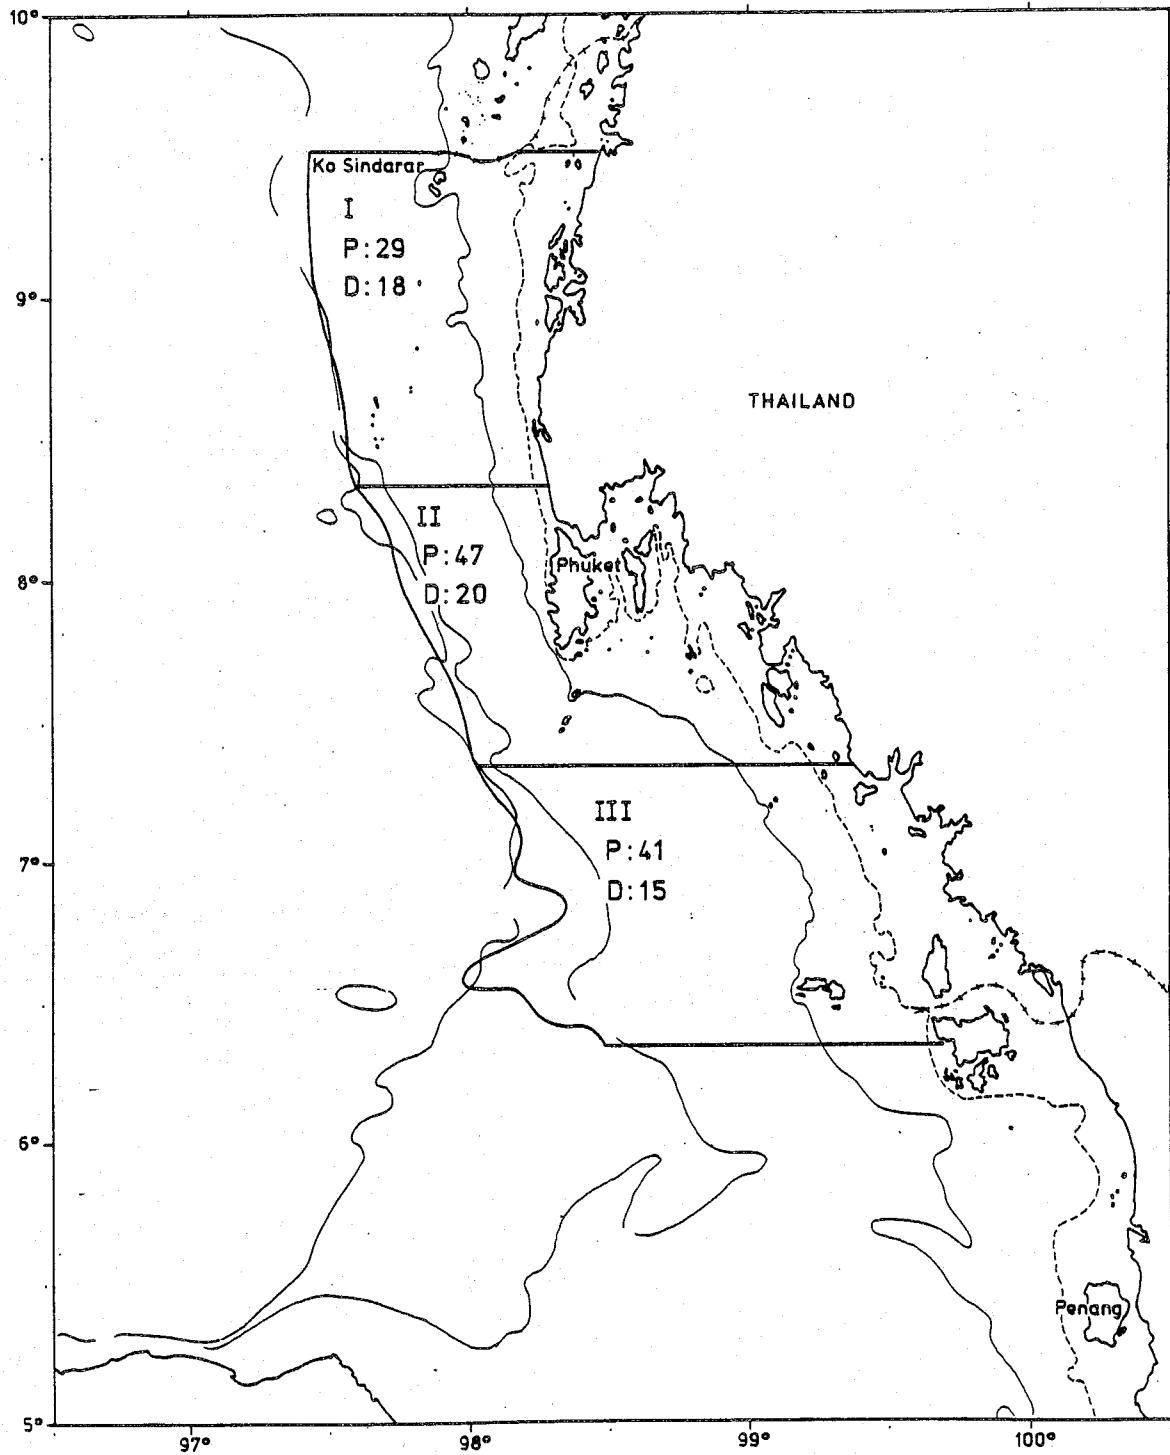 10°
Ko Sindarar
I
P:29
D:18
9°
THAILAND
II
P:47
D:20
Phuket
8°
III
P:41
D:15
7°
6°
Penang
5°
97°
98°
99°
100°